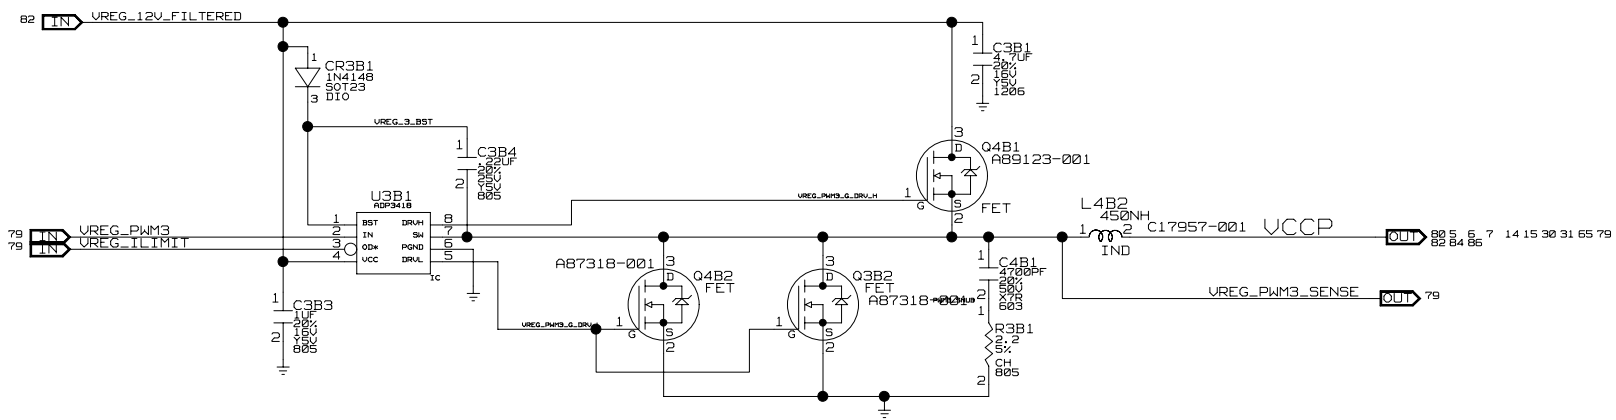 82 IN VREG_12V_FILTERED
1
CR3B1
1N4148
SOT23
DIO
3
1
C3B1
4.7UF
20%
16V
Y5V
1206
2
VREG_3_BST
1
C3B4
.22UF
20%
25V
Y5V
805
2
3
D
Q4B1
A89123-001
VREG_PWM3_G_DRV_H
1
G
S
2
FET
U3B1
ADP3418
1 BST DRVH 8
2 IN SW 7
3 OD* PGND 6
4 VCC DRVL 5
IC
79 IN VREG_PWM3
79 IN VREG_ILIMIT
L4B2
450NH
1 2
IND
C17957-001
VCCP
OUT 80 5 6 7 14 15 30 31 65 79
82 84 86
A87318-001
3
D
Q4B2
FET
1
G
S
2
3
D
Q3B2
FET
A87318-001
1
G
S
2
1
C4B1
4700PF
20%
50V
X7R
603
2
VREG_PWM3_SENSE
OUT 79
1
C3B3
1UF
20%
16V
Y5V
805
2
VREG_PWM3_G_DRV
1
R3B1
2.2
5%
CH
805
2